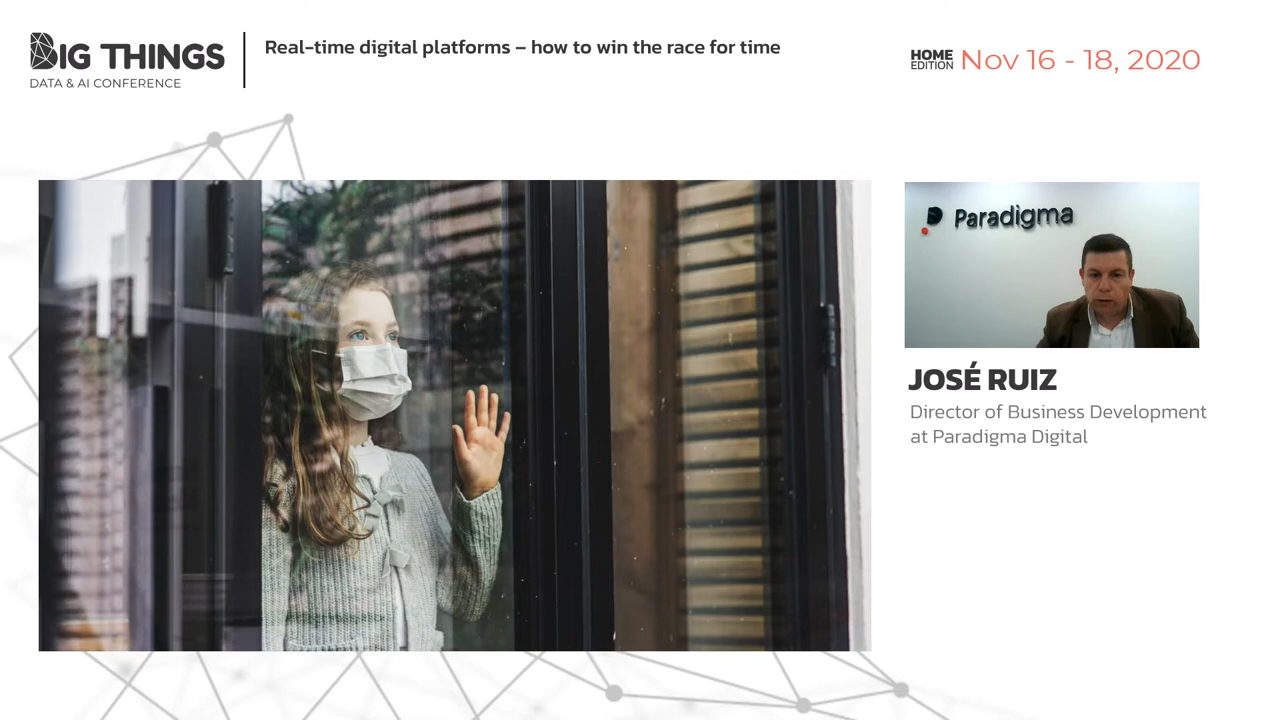 BIG THINGS
DATA & AI CONFERENCE
Real-time digital platforms – how to win the race for time
HOME
EDITION
Nov 16 - 18, 2020
Paradigma
JOSÉ RUIZ
Director of Business Development
at Paradigma Digital